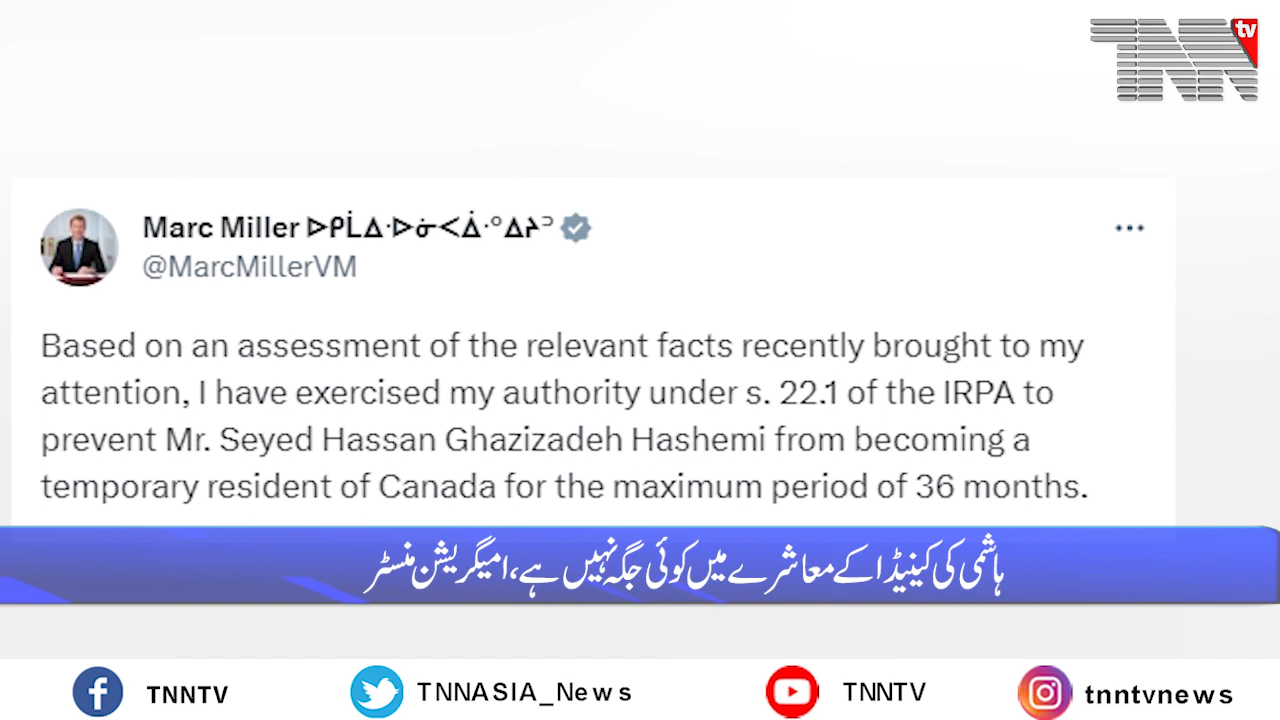 TNN tv
Marc Miller ᐅᑭᒫᐃᐧᐅᓃᐸᐄᐧᐤᐃᔨᐣ
@MarcMillerVM
Based on an assessment of the relevant facts recently brought to my
attention, I have exercised my authority under s. 22.1 of the IRPA to
prevent Mr. Seyed Hassan Ghazizadeh Hashemi from becoming a
temporary resident of Canada for the maximum period of 36 months.
ہاشمی کی کینیڈا کے معاشرے میں کوئی جگہ نہیں ہے، امیگریشن منسٹر
TNNTV
TNNASIA_News
TNNTV
tnntvnews